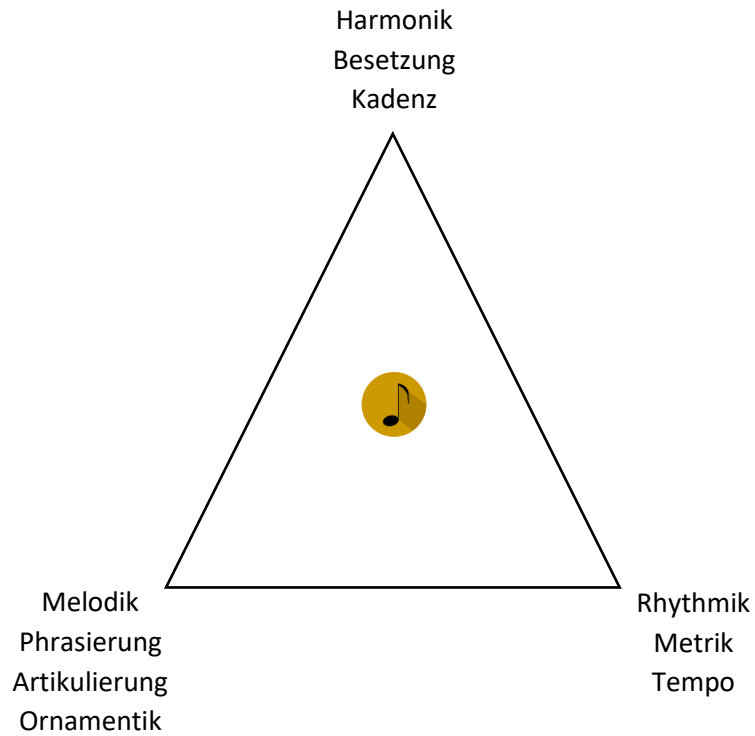 Harmonik
Besetzung
Kadenz
Melodik
Phrasierung
Artikulierung
Ornamentik
Rhythmik
Metrik
Tempo